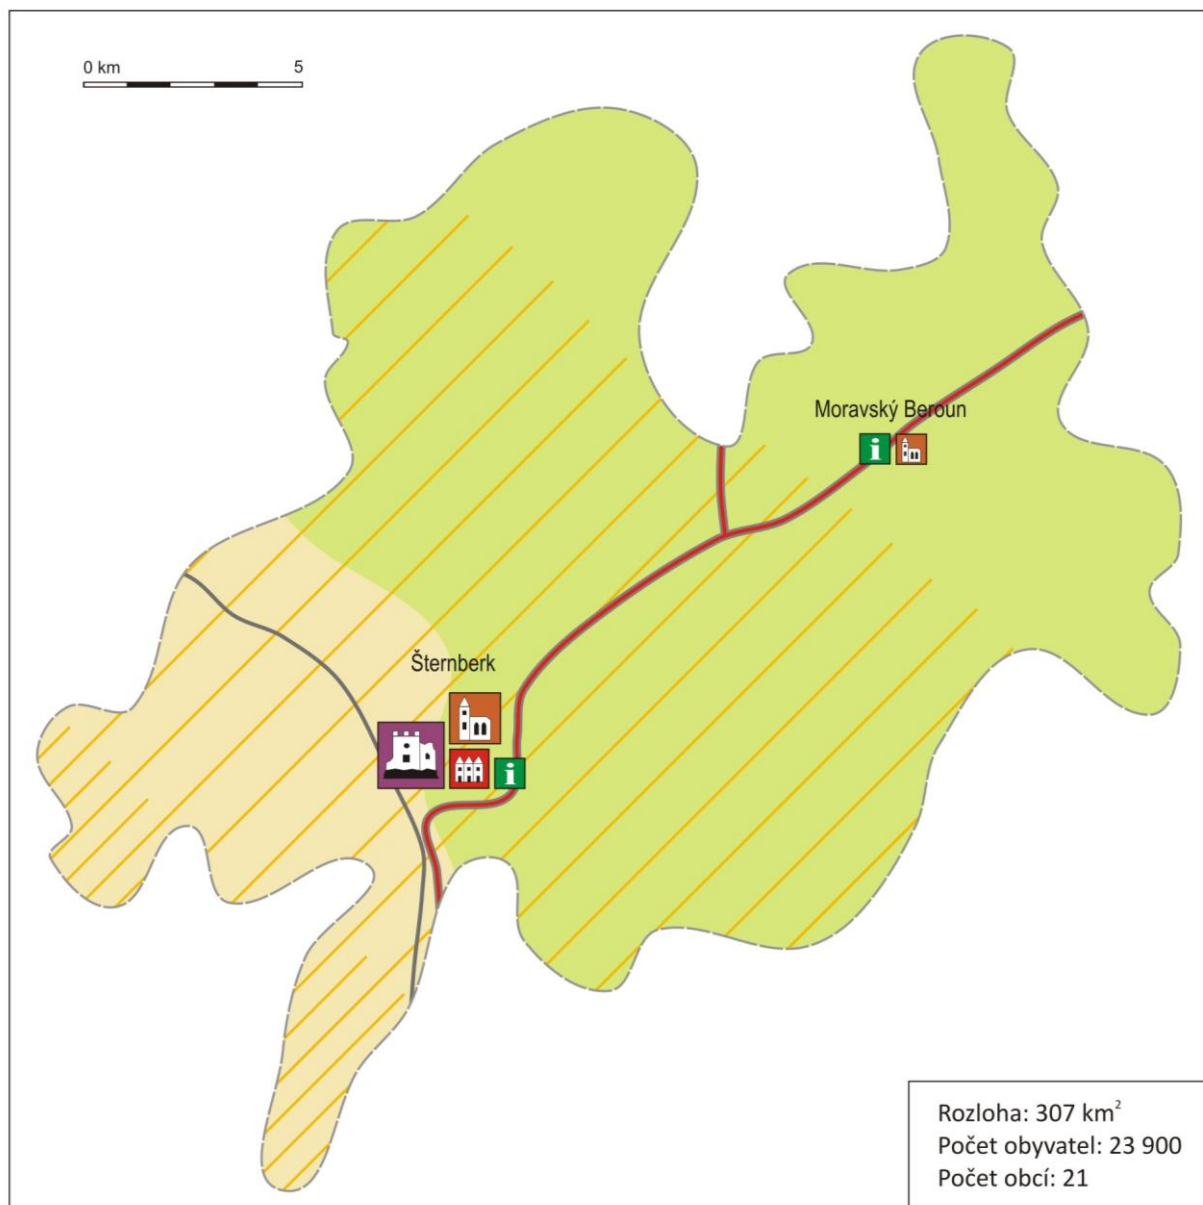 0 km 5
Moravský Beroun
i
Šternberk
i
Rozloha: 307 km²
Počet obyvatel: 23 900
Počet obcí: 21